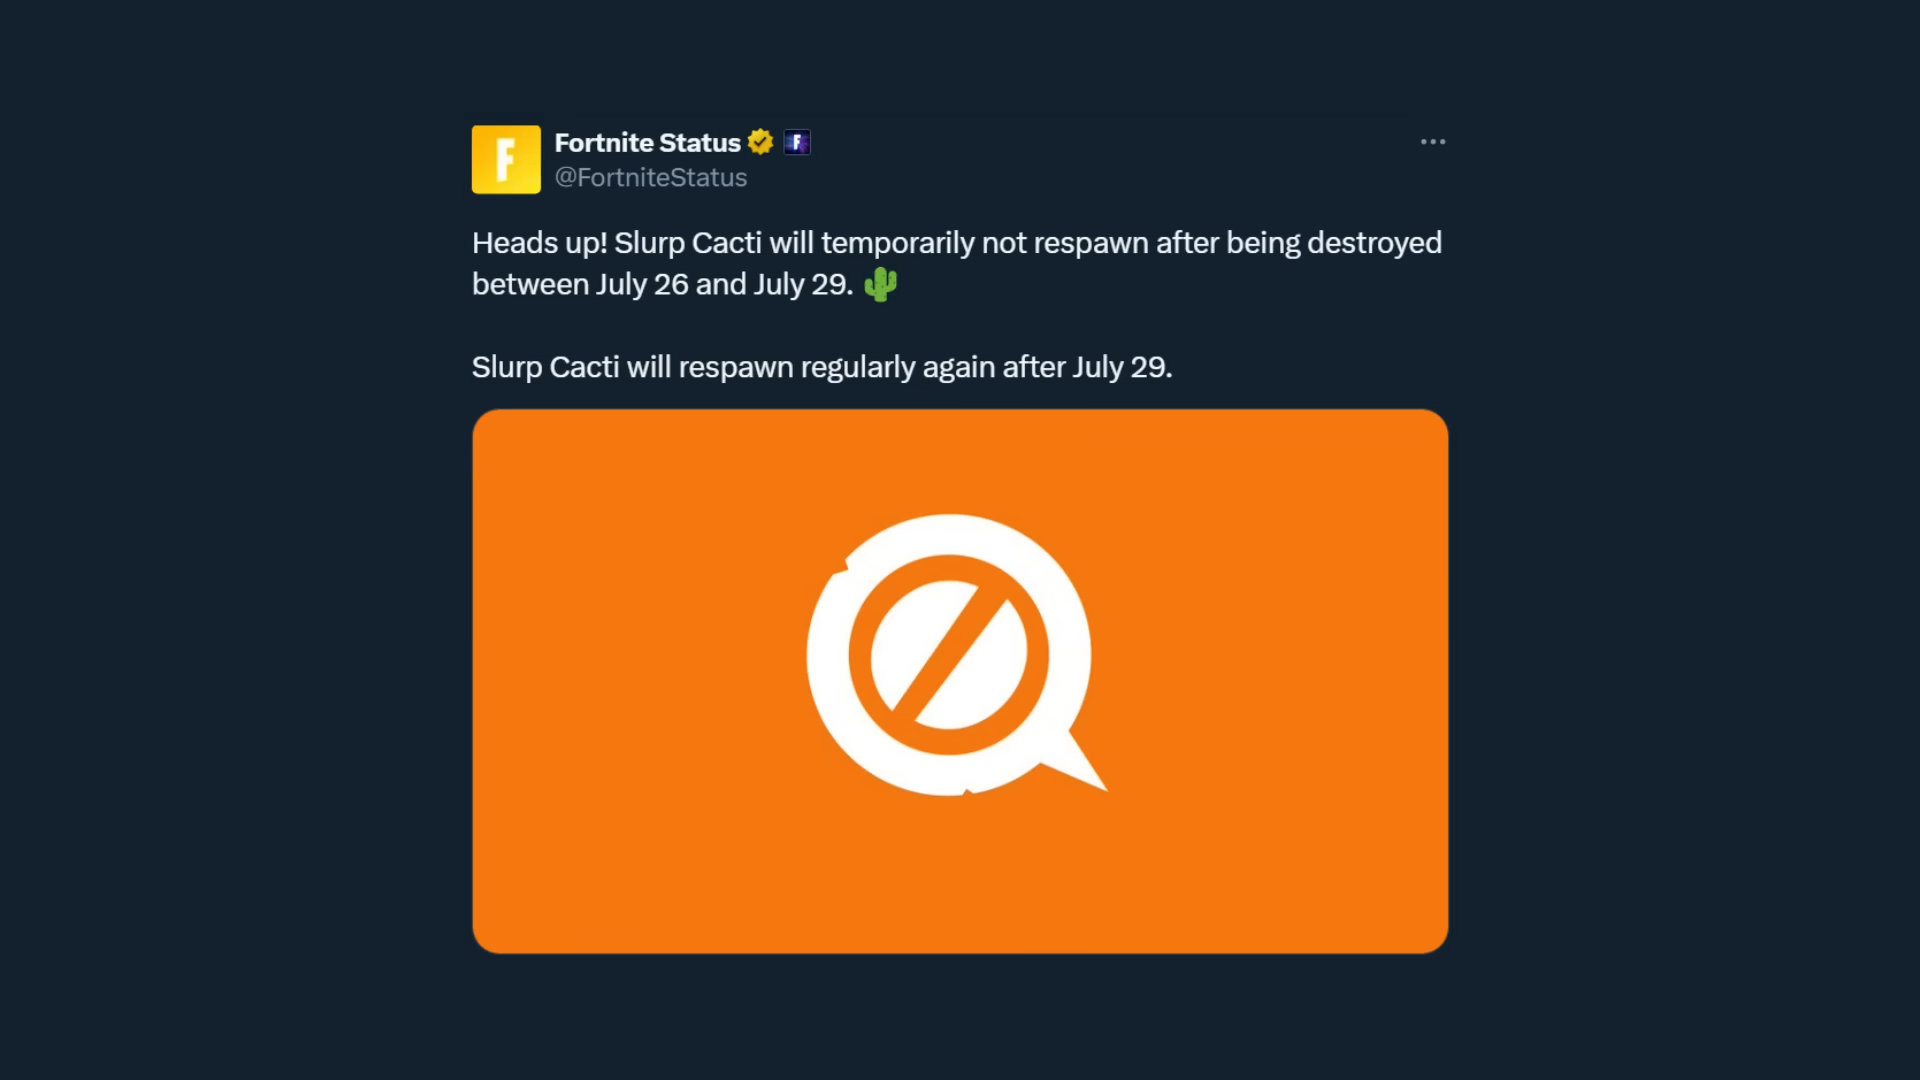 Fortnite Status
@FortniteStatus
Heads up! Slurp Cacti will temporarily not respawn after being destroyed
between July 26 and July 29. 🌵
Slurp Cacti will respawn regularly again after July 29.